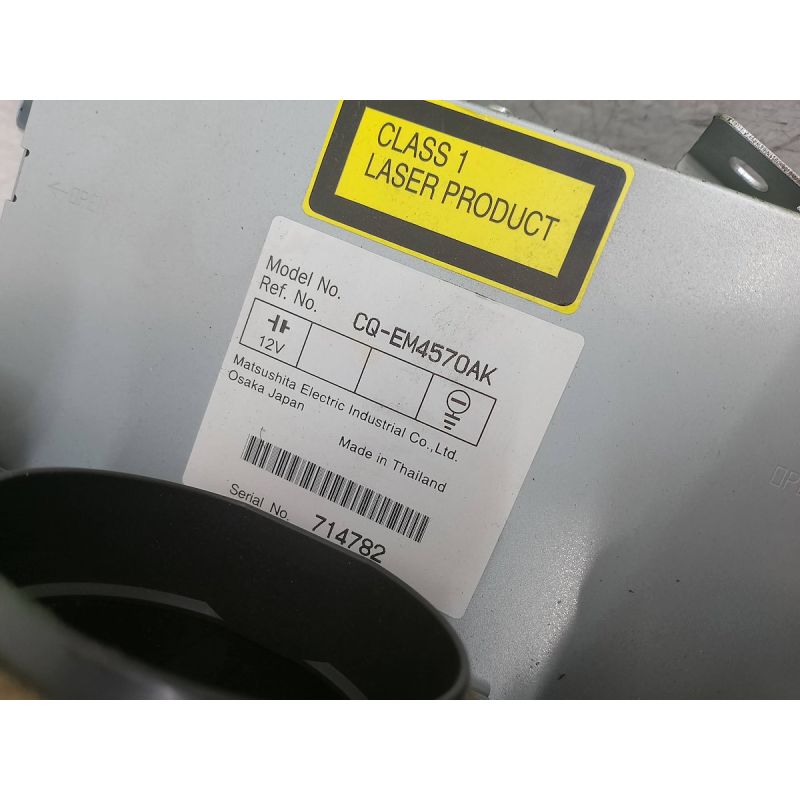 CLASS 1
LASER PRODUCT
Model No.
Ref. No.
CQ-EM4570AK
12V
Matsushita Electric Industrial Co.,Ltd.
Osaka Japan
Made in Thailand
Serial No.
714782